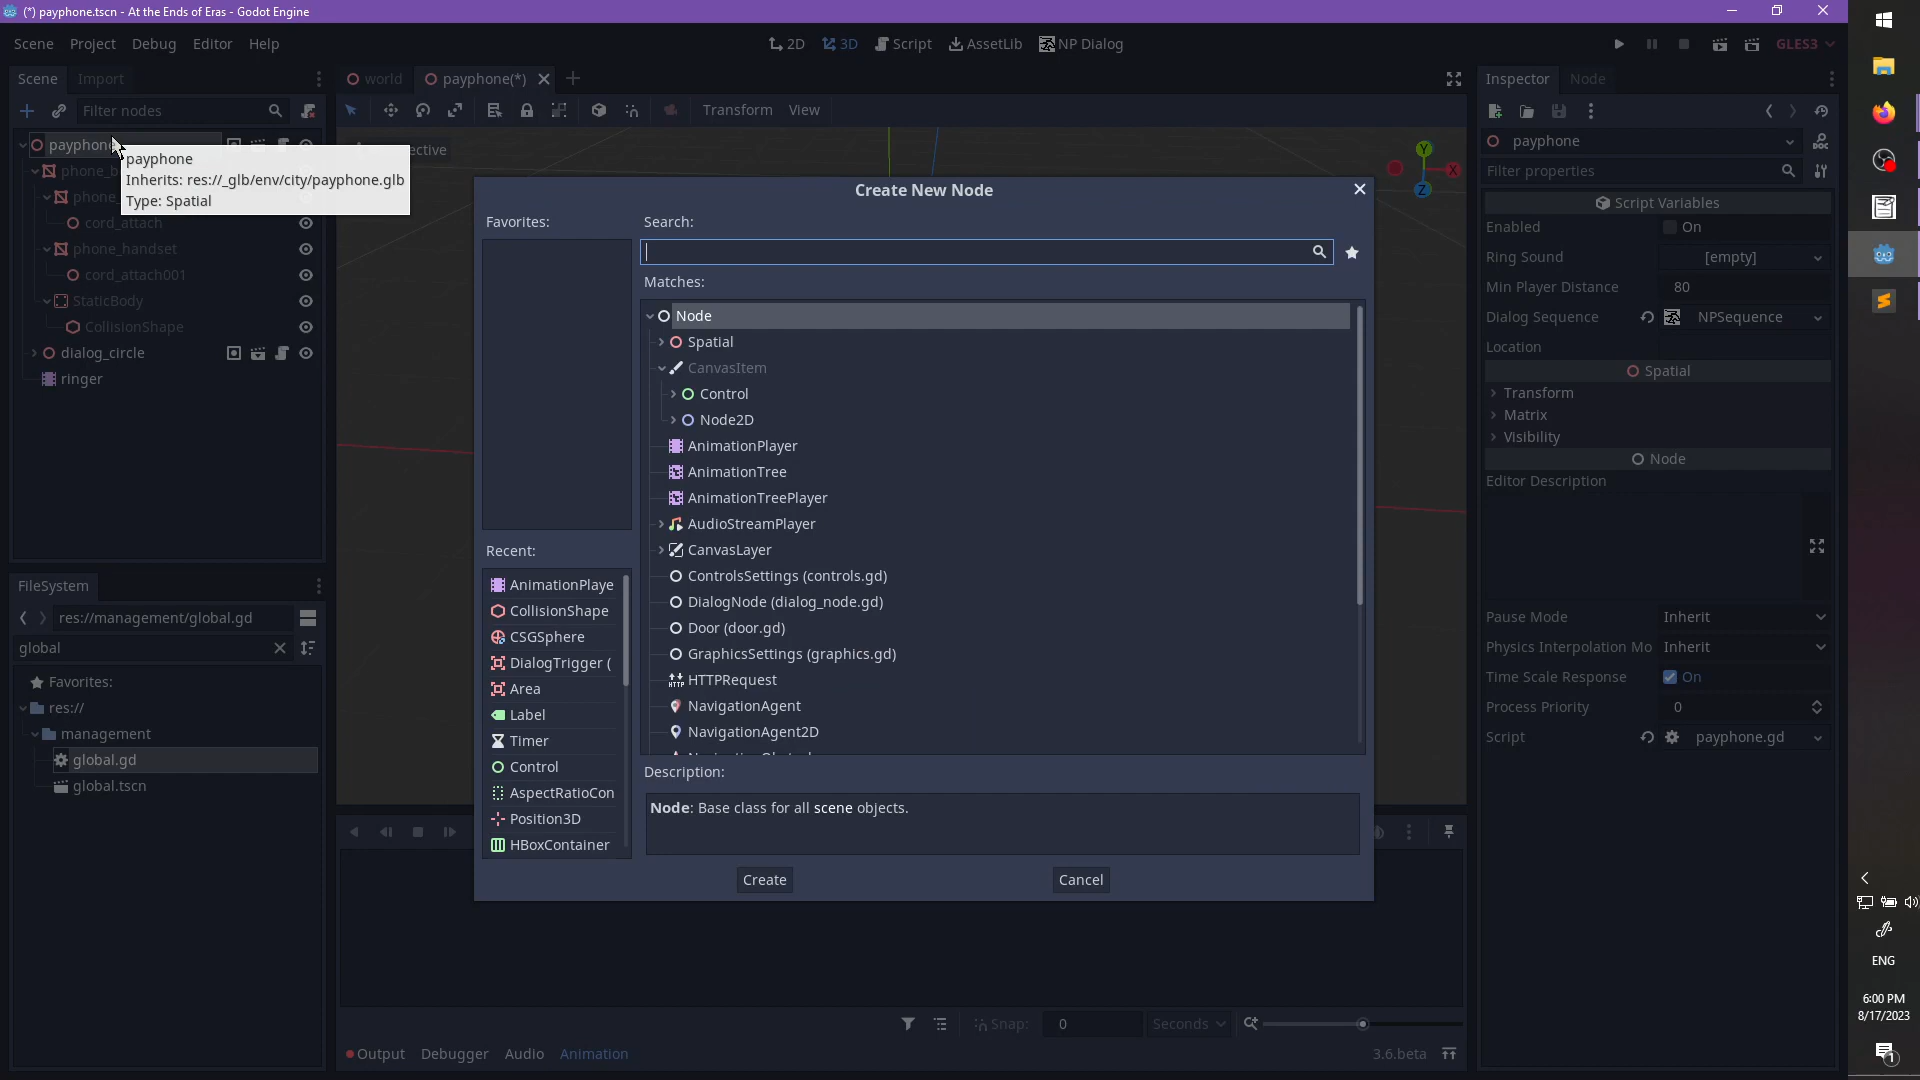 (*) payphone.tscn - At the Ends of Eras - Godot Engine
Scene Project Debug Editor Help
2D 3D Script AssetLib NP Dialog
GLES3
Scene Import
world payphone(*)
Inspector Node
Filter nodes
Transform View
payphone
payphone
Inherits: res://_glb/env/city/payphone.glb
Type: Spatial
phone_b
phone_
cord_attach
phone_handset
cord_attach001
StaticBody
CollisionShape
dialog_circle
ringer
ective
Y
X
Z
Create New Node
Favorites:
Search:
Matches:
Node
Spatial
CanvasItem
Control
Node2D
AnimationPlayer
AnimationTree
AnimationTreePlayer
AudioStreamPlayer
CanvasLayer
ControlsSettings (controls.gd)
DialogNode (dialog_node.gd)
Door (door.gd)
GraphicsSettings (graphics.gd)
HTTPRequest
NavigationAgent
NavigationAgent2D
Recent:
AnimationPlaye
CollisionShape
CSGSphere
DialogTrigger (
Area
Label
Timer
Control
AspectRatioCon
Position3D
HBoxContainer
Description:
Node: Base class for all scene objects.
Create Cancel
payphone
Filter properties
Script Variables
Enabled On
Ring Sound [empty]
Min Player Distance 80
Dialog Sequence NPSequence
Location
Spatial
Transform
Matrix
Visibility
Node
Editor Description
Pause Mode Inherit
Physics Interpolation Mo Inherit
Time Scale Response On
Process Priority 0
Script payphone.gd
FileSystem
res://management/global.gd
global
Favorites:
res://
management
global.gd
global.tscn
Snap: 0 Seconds
Output Debugger Audio Animation
3.6.beta
ENG
6:00 PM
8/17/2023
1